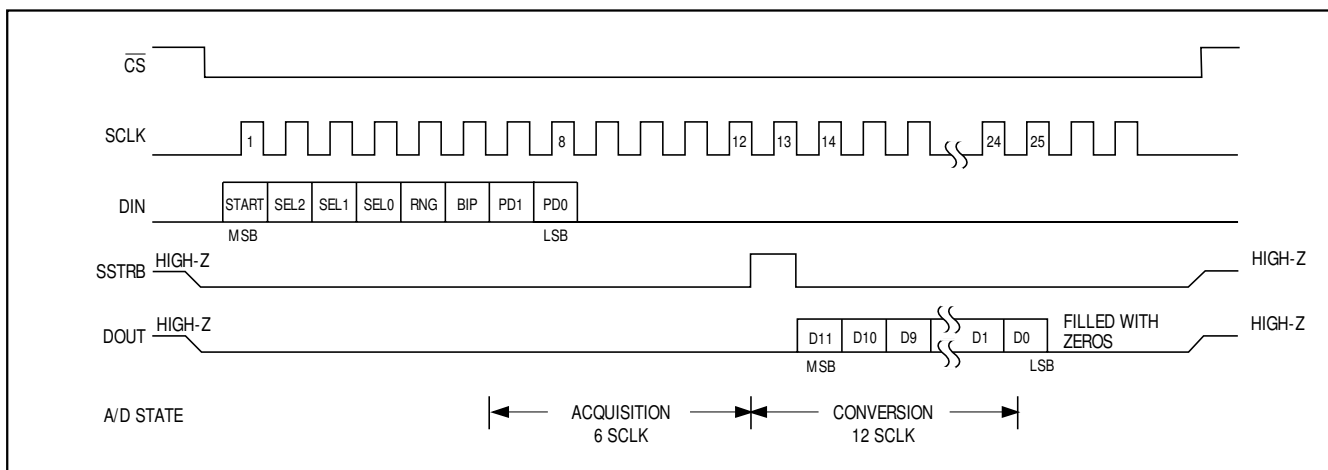 CS
SCLK 1 8 12 13 14 24 25
DIN START SEL2 SEL1 SEL0 RNG BIP PD1 PD0
MSB LSB
SSTRB HIGH-Z HIGH-Z
DOUT HIGH-Z D11 D10 D9 D1 D0 FILLED WITH ZEROS HIGH-Z
MSB LSB
A/D STATE ACQUISITION CONVERSION
6 SCLK 12 SCLK